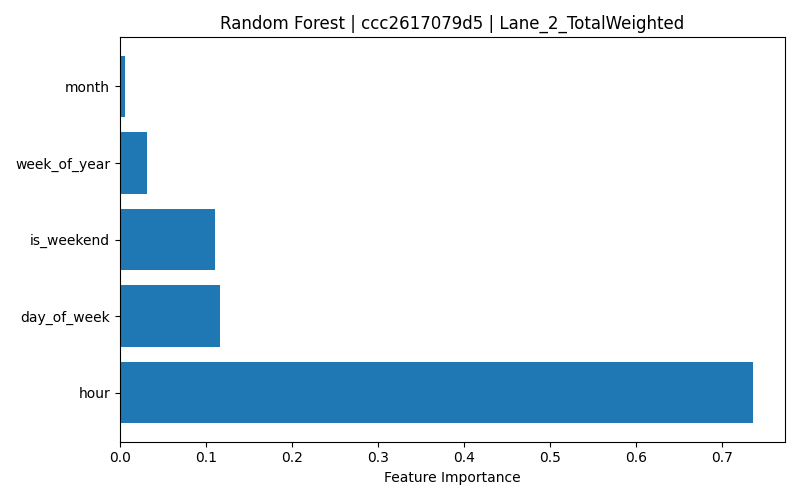 Random Forest | ccc2617079d5 | Lane_2_TotalWeighted
month
week_of_year
is_weekend
day_of_week
hour
0.0 0.1 0.2 0.3 0.4 0.5 0.6 0.7
Feature Importance